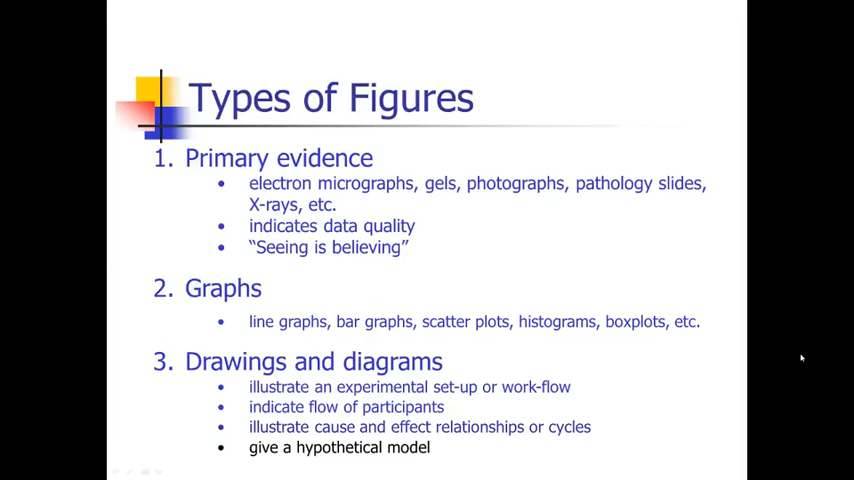 Types of Figures
1. Primary evidence
• electron micrographs, gels, photographs, pathology slides,
X-rays, etc.
• indicates data quality
• “Seeing is believing”
2. Graphs
• line graphs, bar graphs, scatter plots, histograms, boxplots, etc.
3. Drawings and diagrams
• illustrate an experimental set-up or work-flow
• indicate flow of participants
• illustrate cause and effect relationships or cycles
• give a hypothetical model